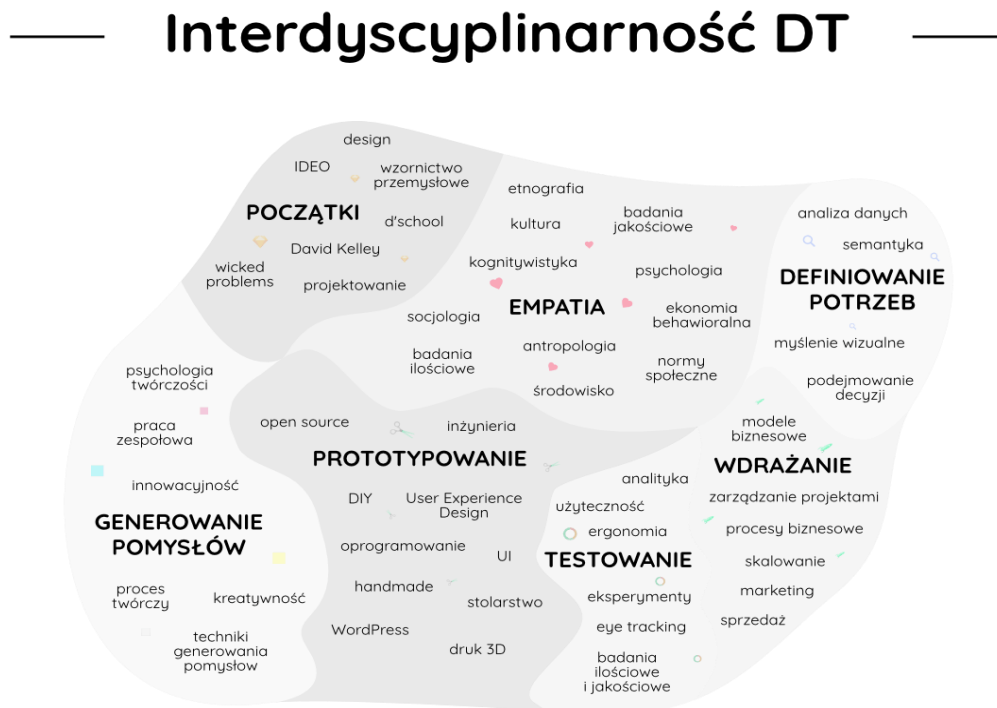 Interdyscyplinarność DT
design
IDEO
wzornictwo
przemysłowe
POCZĄTKI
d'school
David Kelley
wicked
problems
projektowanie
etnografia
kultura
badania
jakościowe
kognitywistyka
psychologia
EMPATIA
socjologia
ekonomia
behawioralna
badania
ilościowe
antropologia
normy
społeczne
środowisko
analiza danych
semantyka
DEFINIOWANIE
POTRZEB
myślenie wizualne
podejmowanie
decyzji
psychologia
twórczości
praca
zespołowa
innowacyjność
GENEROWANIE
POMYSŁÓW
proces
twórczy
kreatywność
techniki
generowania
pomysłow
open source
inżynieria
PROTOTYPOWANIE
DIY
User Experience
Design
oprogramowanie
UI
handmade
stolarstwo
WordPress
druk 3D
analityka
użyteczność
ergonomia
TESTOWANIE
eksperymenty
eye tracking
badania
ilościowe
i jakościowe
modele
biznesowe
WDRAŻANIE
zarządzanie projektami
procesy biznesowe
skalowanie
marketing
sprzedaż